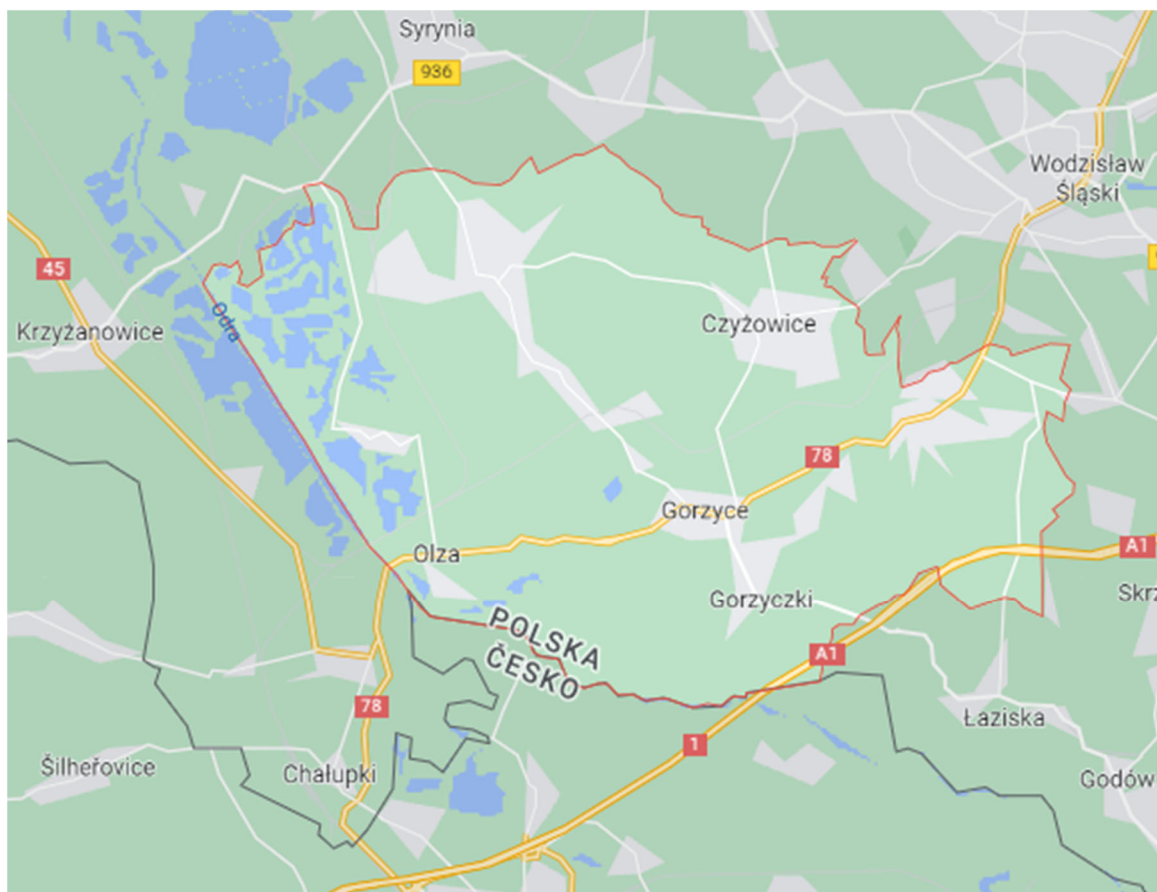 Syrynia
936
Wodzisław
Śląski
45
Odra
Krzyżanowice
Czyżowice
78
Gorzyce
Olza
A1
Gorzyczki
POLSKA
ČESKO
A1
78
Łaziska
1
Šilheřovice
Chałupki
Godów